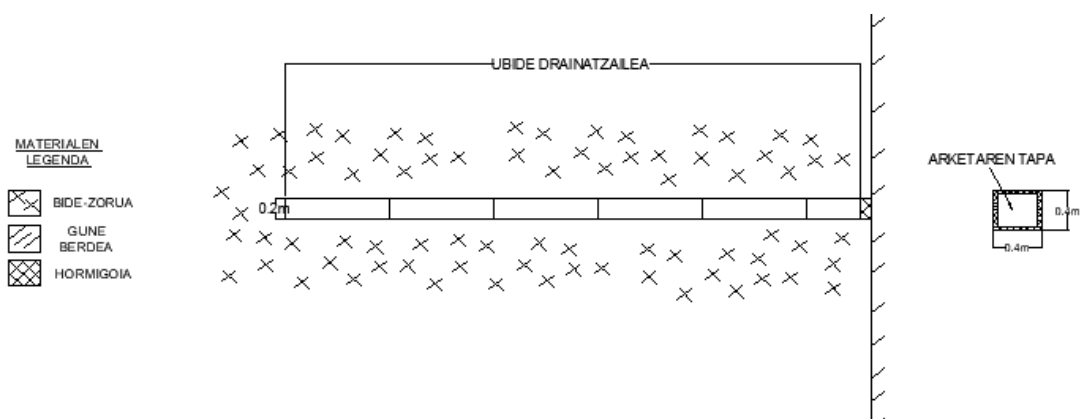 UBIDE DRAINATZAILEA
MATERIALEN
LEGENDA
BIDE-ZORUA
GUNE
BERDEA
HORMIGOIA
0.2m
ARKETAREN TAPA
0.4m
0.4m